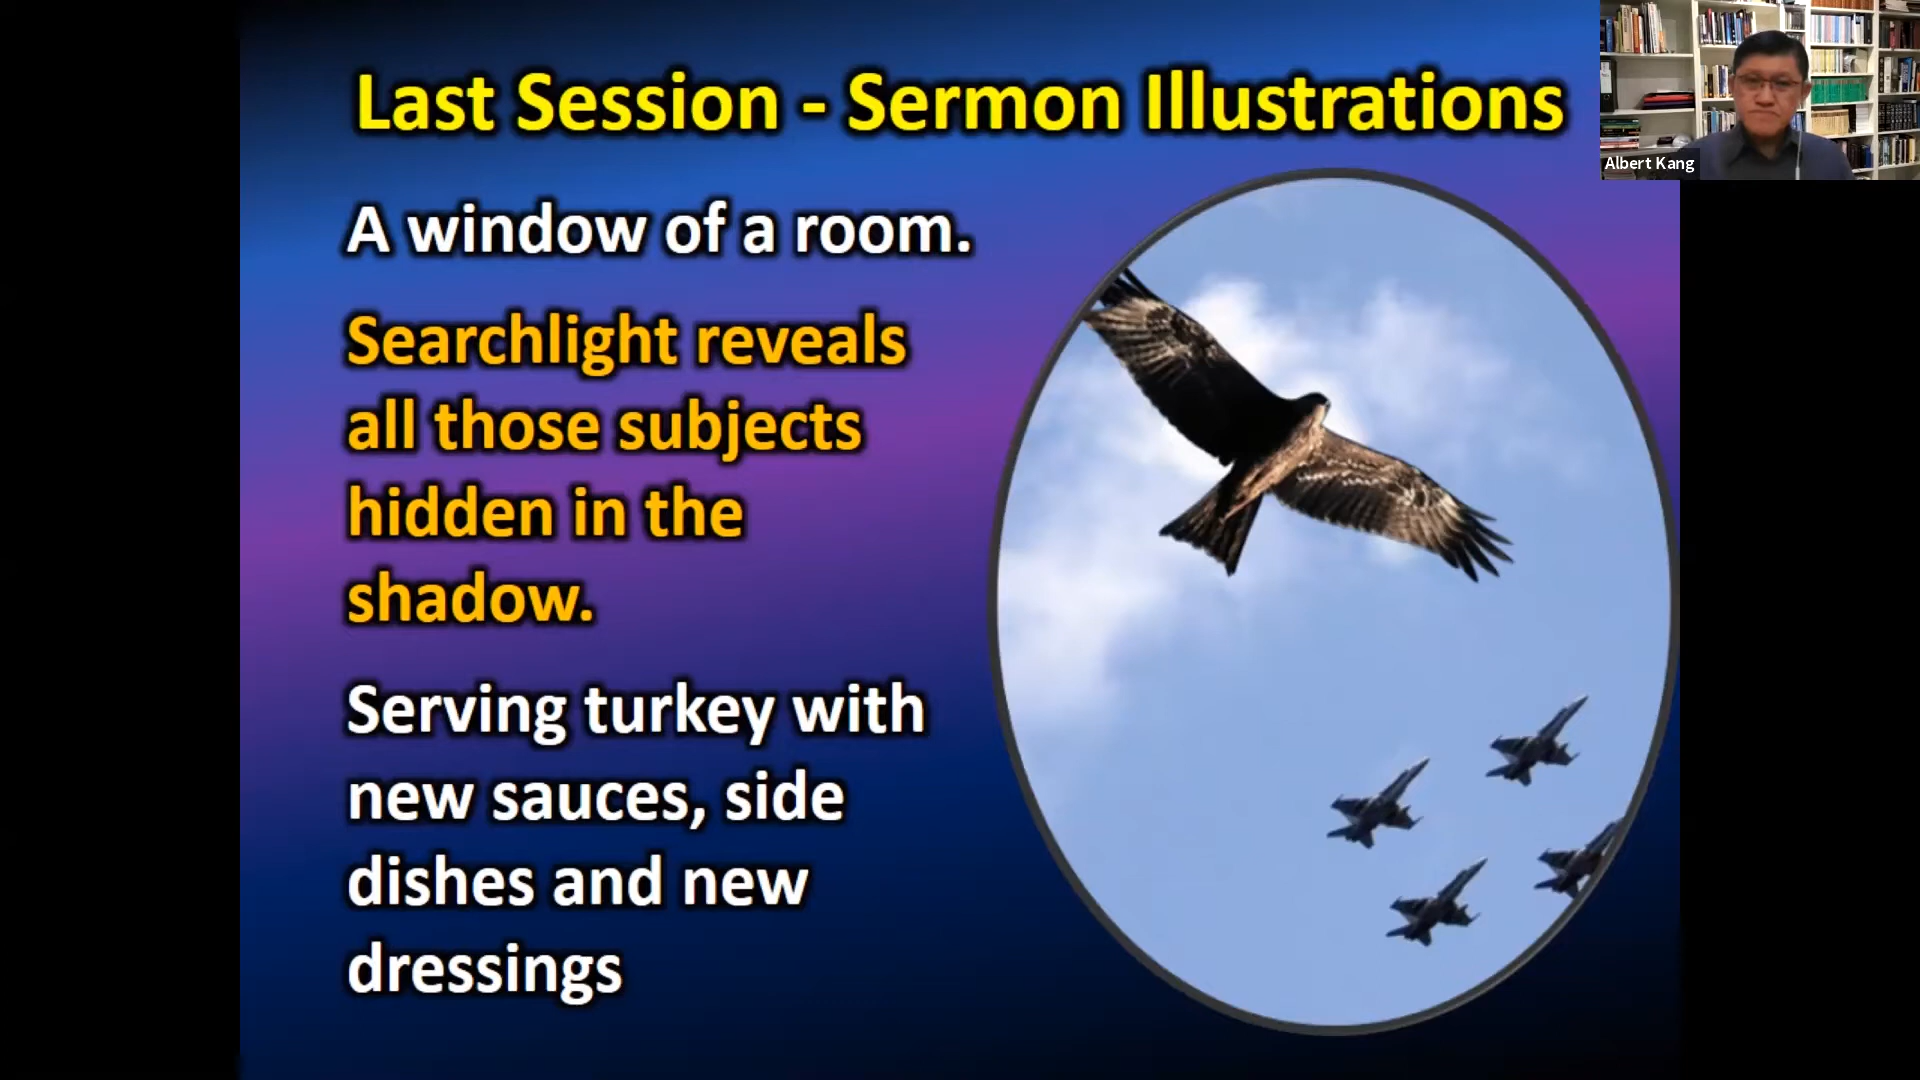 Last Session - Sermon Illustrations
Albert Kang
A window of a room.
Searchlight reveals
all those subjects
hidden in the
shadow.
Serving turkey with
new sauces, side
dishes and new
dressings